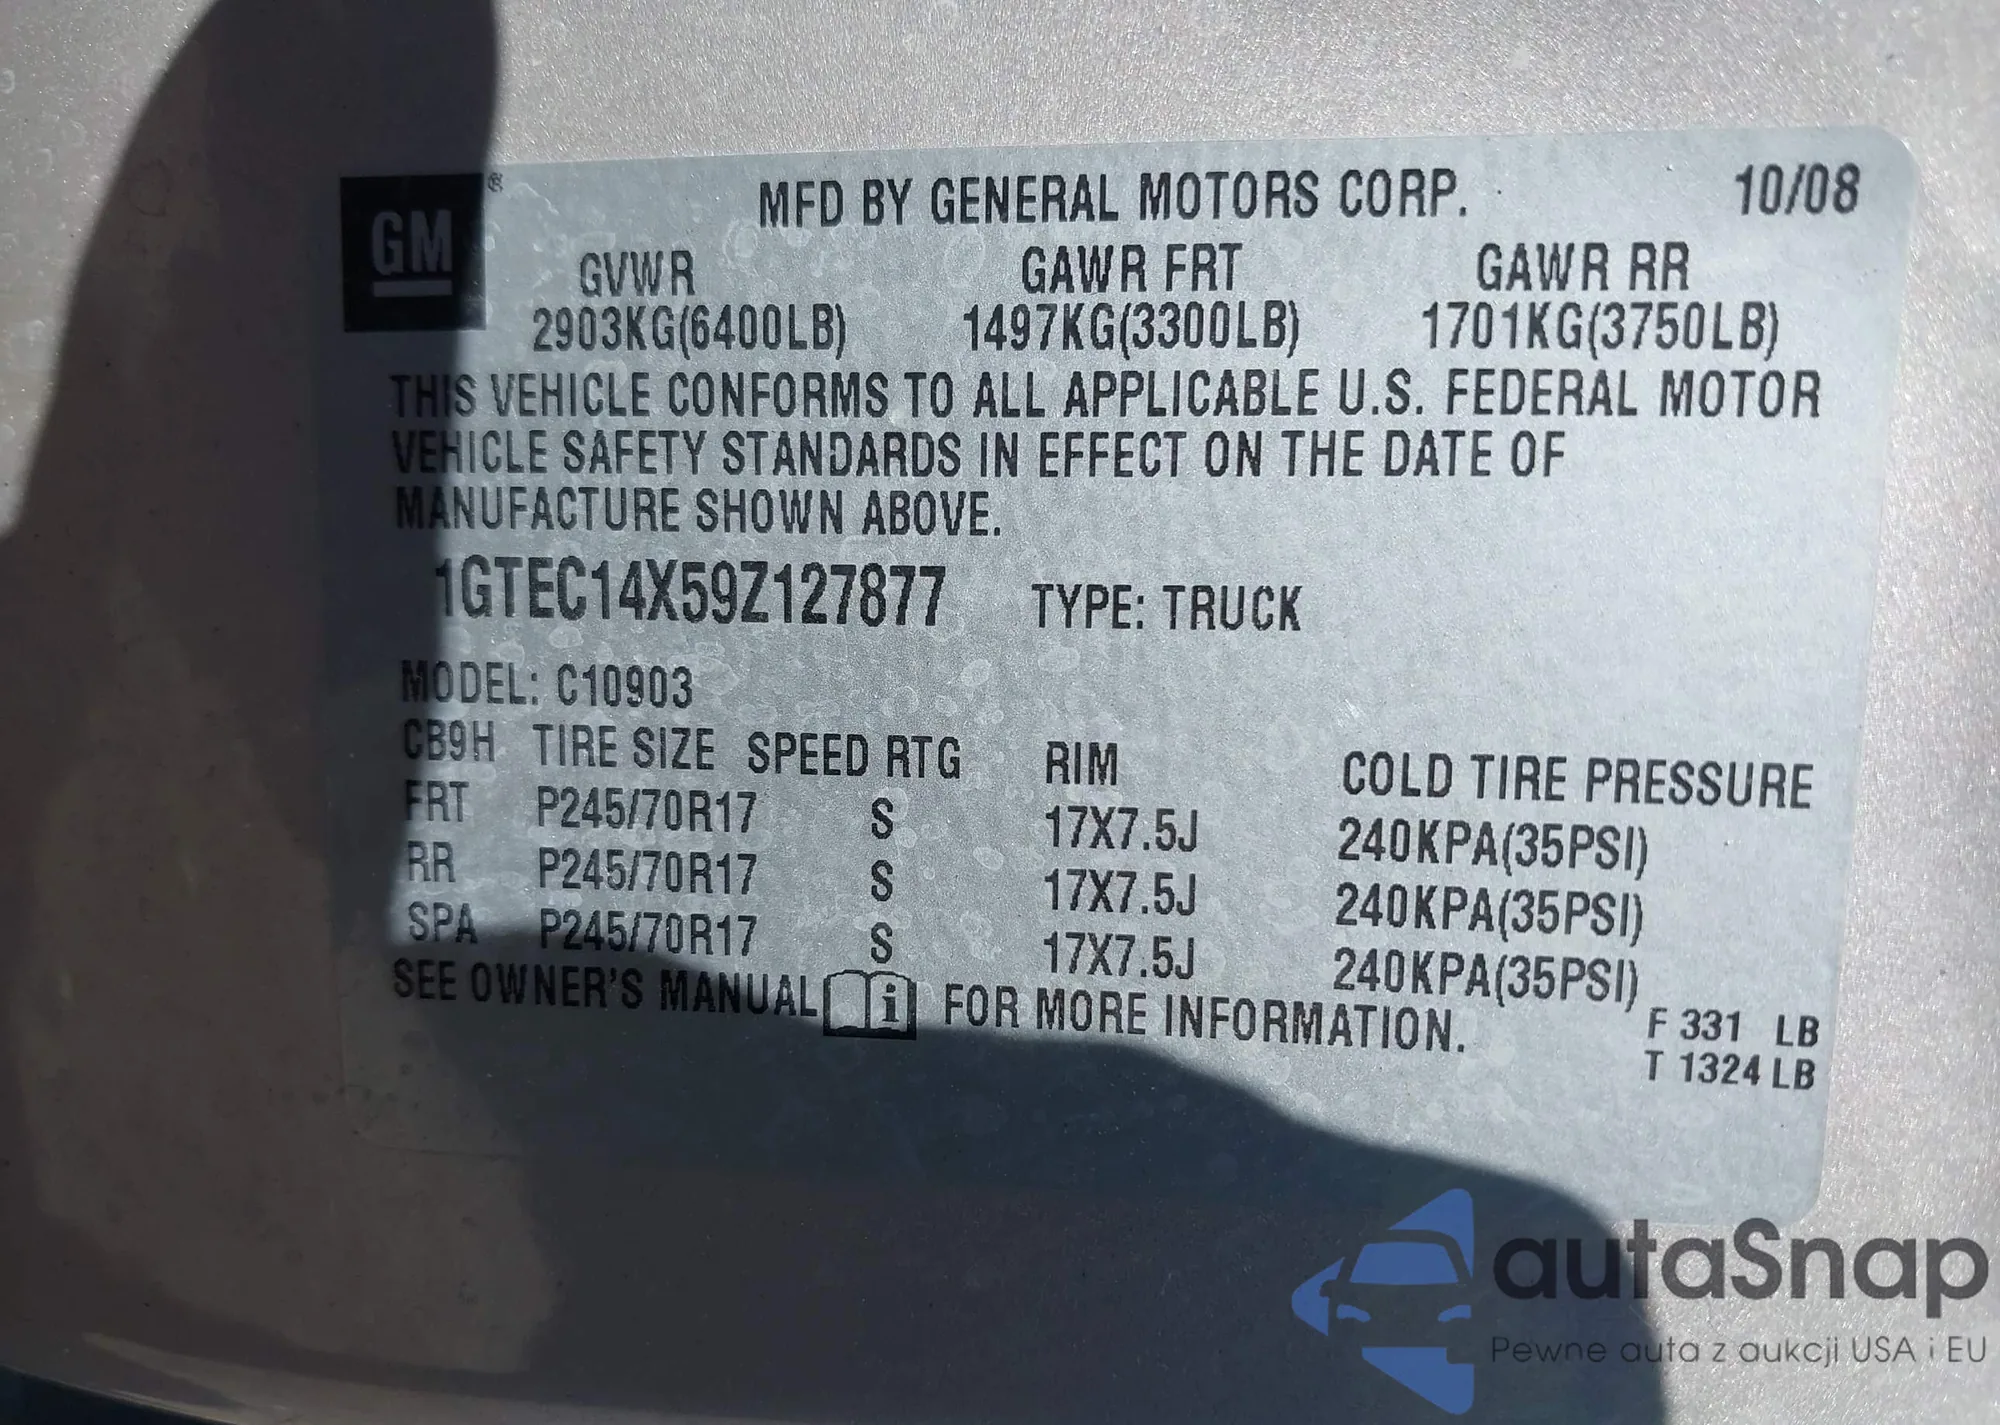 GM
MFD BY GENERAL MOTORS CORP. 10/08
GVWR GAWR FRT GAWR RR
2903KG(6400LB) 1497KG(3300LB) 1701KG(3750LB)
THIS VEHICLE CONFORMS TO ALL APPLICABLE U.S. FEDERAL MOTOR
VEHICLE SAFETY STANDARDS IN EFFECT ON THE DATE OF
MANUFACTURE SHOWN ABOVE.
1GTEC14X59Z127877 TYPE: TRUCK
MODEL: C10903
CB9H TIRE SIZE SPEED RTG RIM COLD TIRE PRESSURE
FRT P245/70R17 S 17X7.5J 240KPA(35PSI)
RR P245/70R17 S 17X7.5J 240KPA(35PSI)
SPA P245/70R17 S 17X7.5J 240KPA(35PSI)
SEE OWNER'S MANUAL i FOR MORE INFORMATION.
F 331 LB
T 1324 LB
autaSnap
Pewne auta z aukcji USA i EU